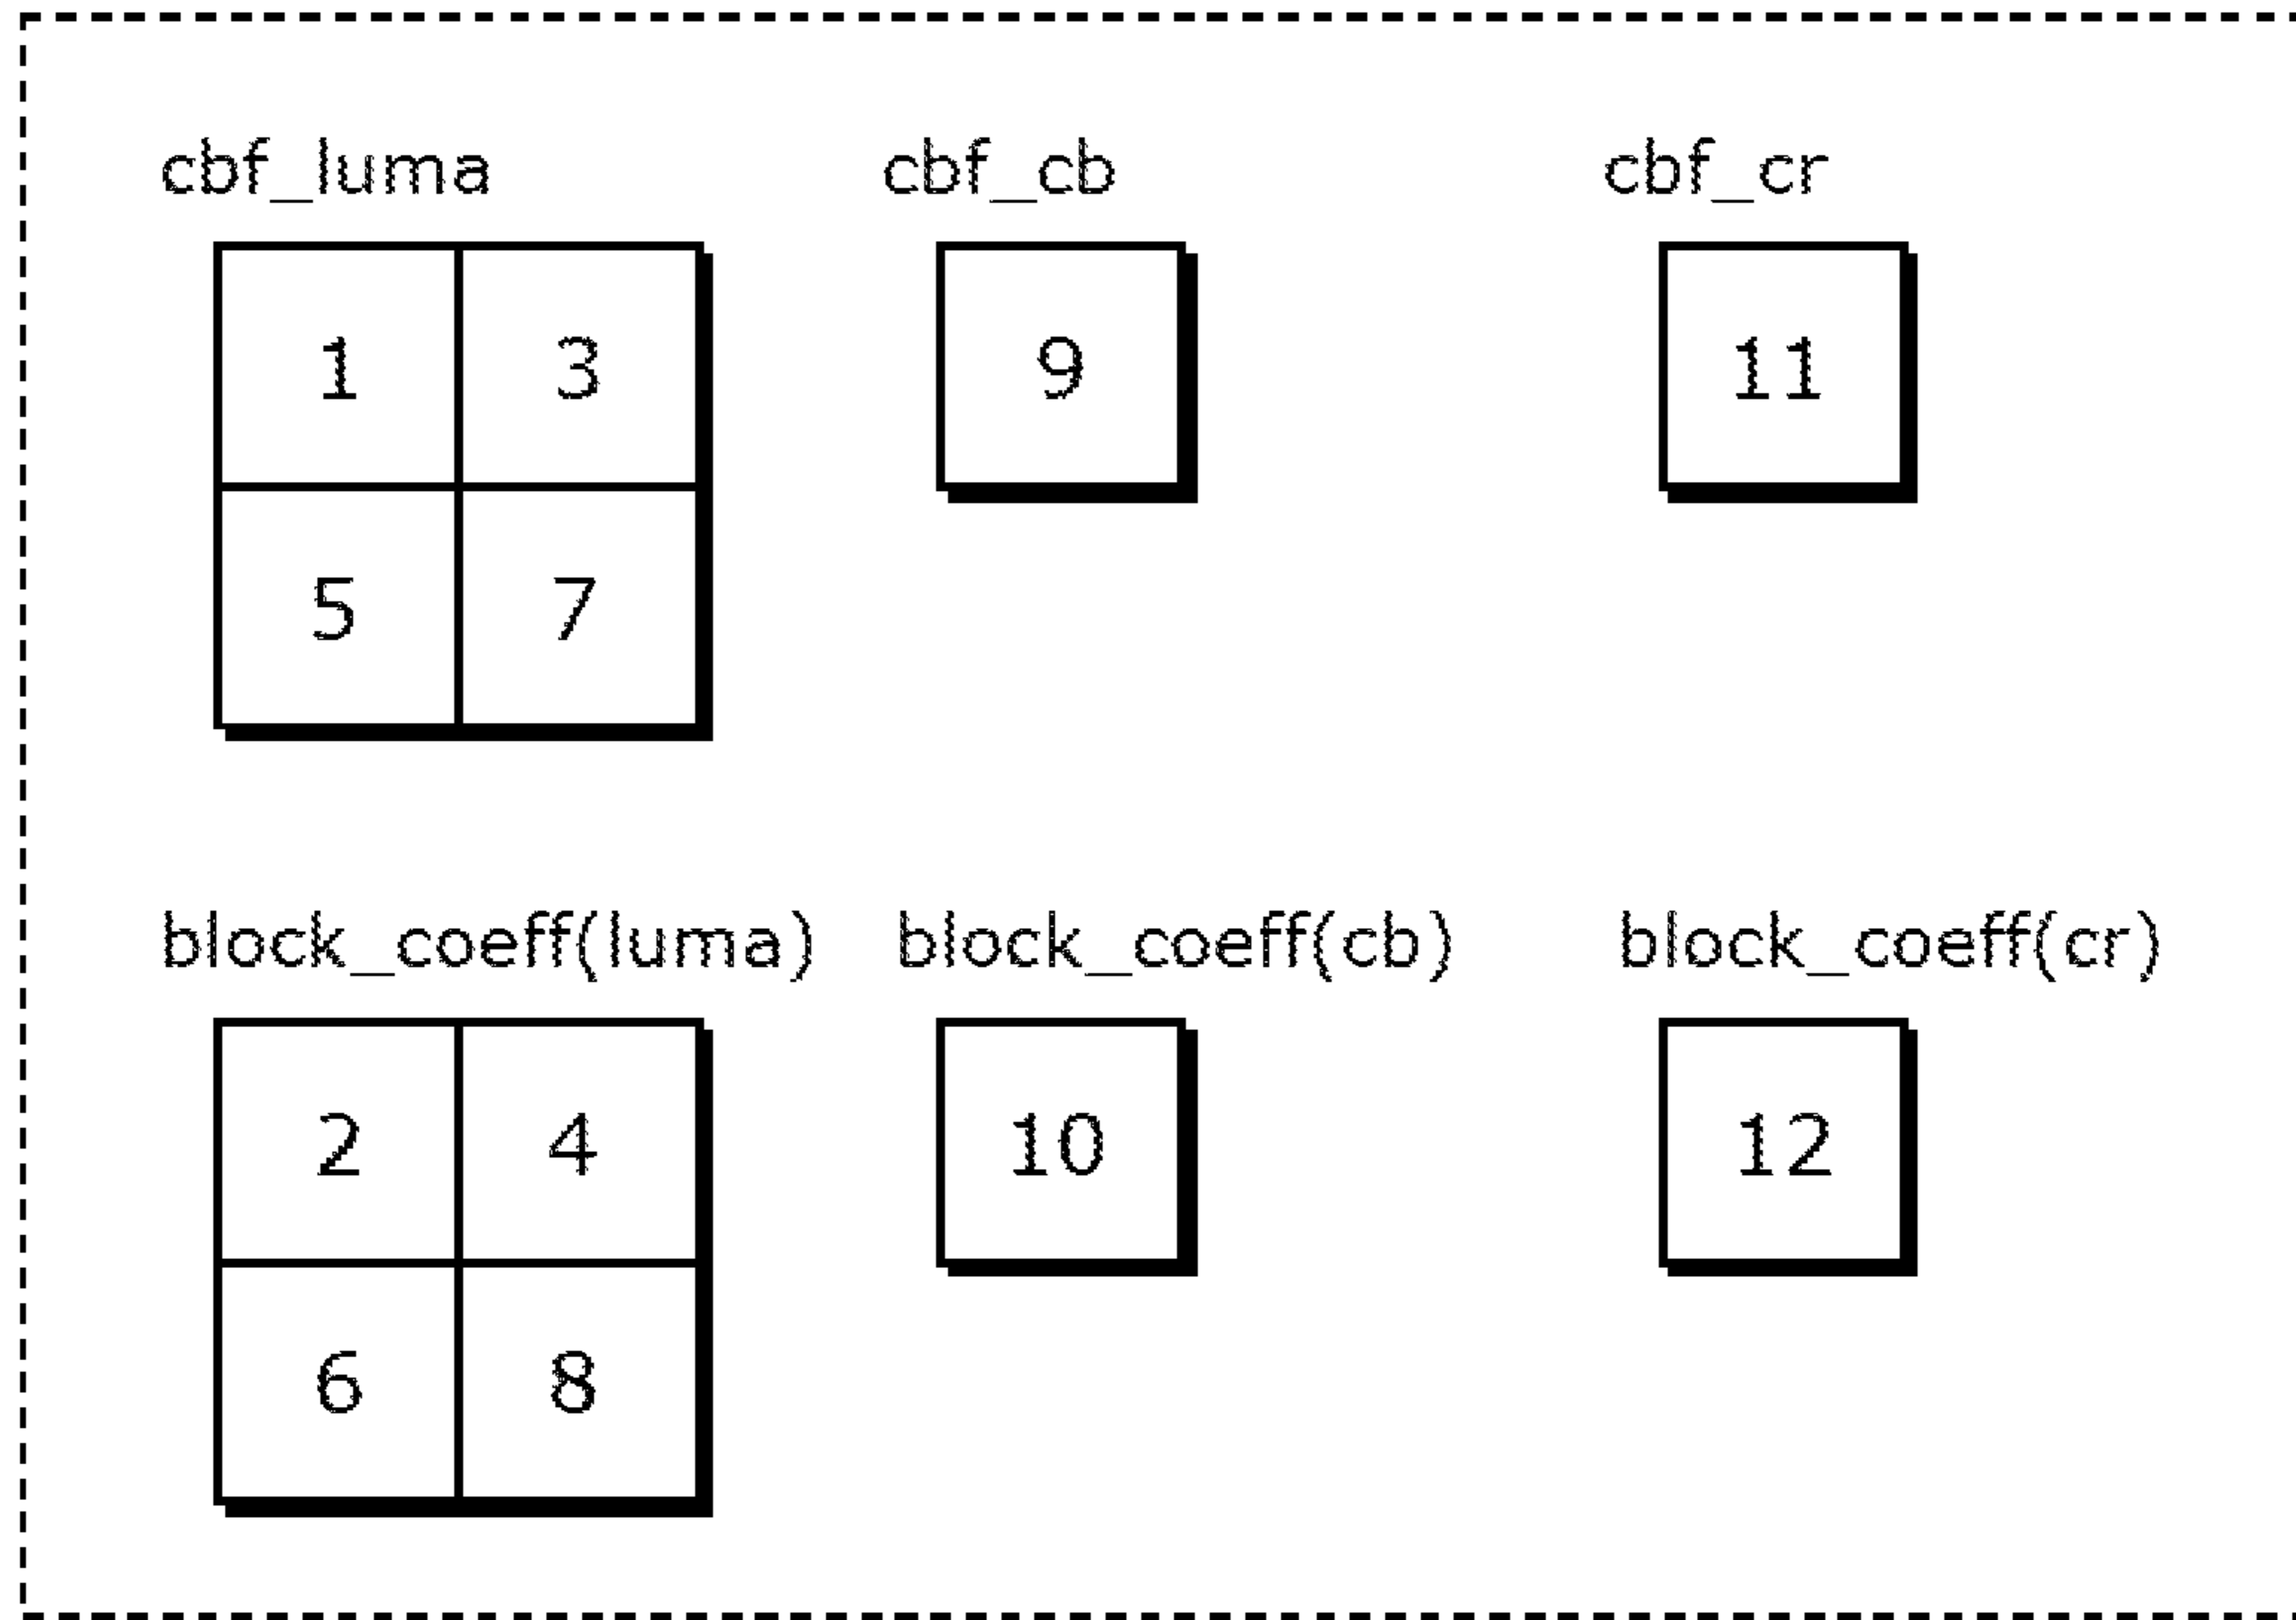 cbf_luma cbf_cb cbf_cr
1 3 9 11
5 7
block_coeff(luma) block_coeff(cb) block_coeff(cr)
2 4 10 12
6 8